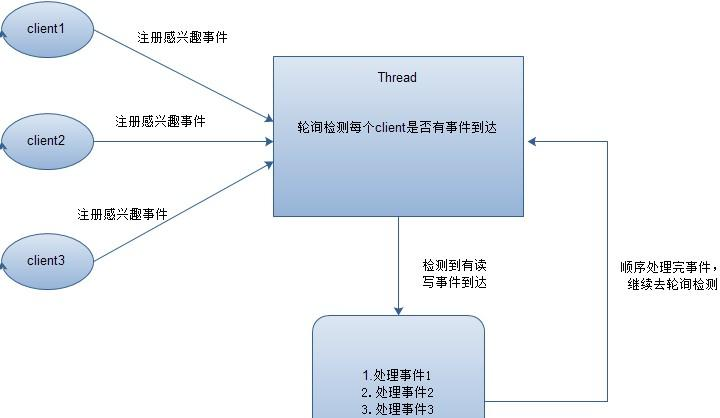 client1
注册感兴趣事件
Thread
client2
注册感兴趣事件
轮询检测每个client是否有事件到达
注册感兴趣事件
client3
检测到有读
写事件到达
顺序处理完事件，
继续去轮询检测
1.处理事件1
2. 处理事件2
3. 处理事件3